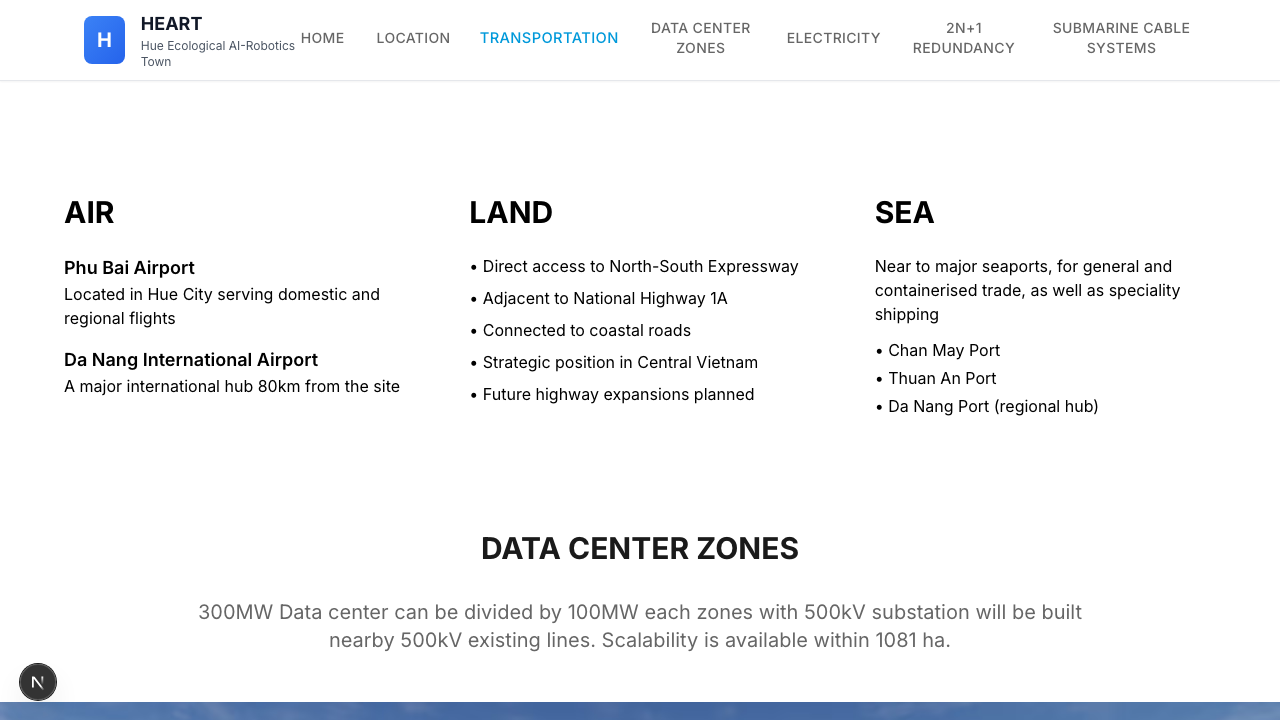 H
HEART
Hue Ecological AI-Robotics
Town
HOME
LOCATION
TRANSPORTATION
DATA CENTER
ZONES
ELECTRICITY
2N+1
REDUNDANCY
SUBMARINE CABLE
SYSTEMS
AIR
Phu Bai Airport
Located in Hue City serving domestic and
regional flights
Da Nang International Airport
A major international hub 80km from the site
LAND
• Direct access to North-South Expressway
• Adjacent to National Highway 1A
• Connected to coastal roads
• Strategic position in Central Vietnam
• Future highway expansions planned
SEA
Near to major seaports, for general and
containerised trade, as well as speciality
shipping
• Chan May Port
• Thuan An Port
• Da Nang Port (regional hub)
DATA CENTER ZONES
300MW Data center can be divided by 100MW each zones with 500kV substation will be built
nearby 500kV existing lines. Scalability is available within 1081 ha.
N